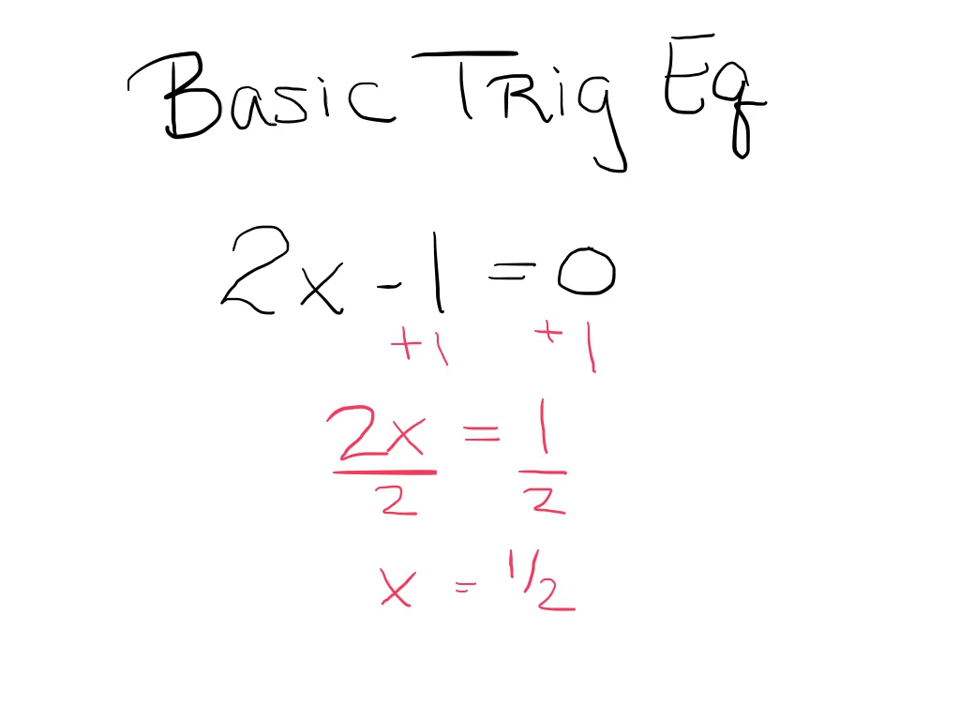 Basic Trig Eq
2x - 1 = 0
+1 +1
2x = 1
2 2
x = 1/2